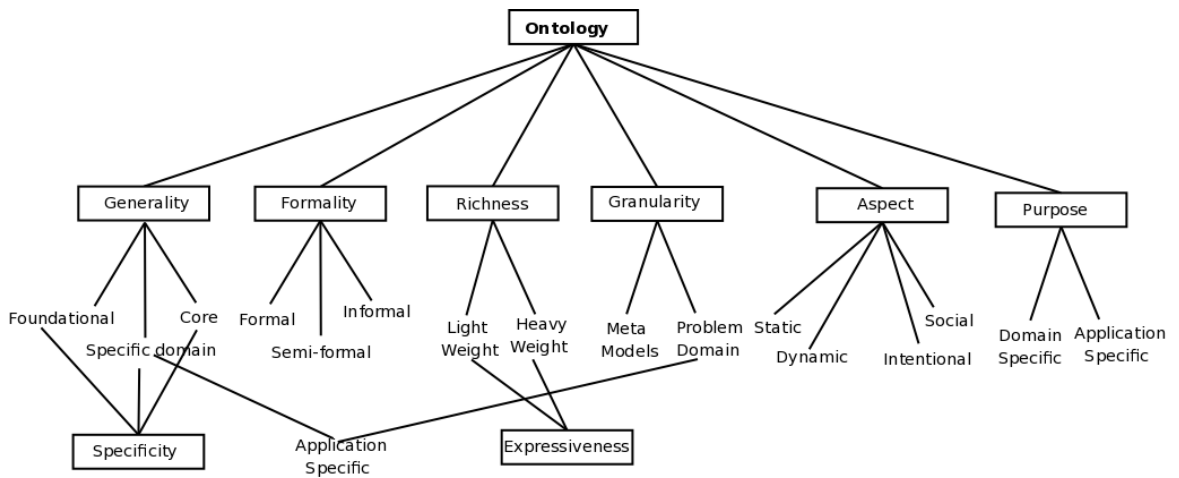 Ontology
Generality
Formality
Richness
Granularity
Aspect
Purpose
Foundational
Specific domain
Core
Formal
Semi-formal
Informal
Light
Weight
Heavy
Weight
Meta
Models
Problem
Domain
Static
Dynamic
Intentional
Social
Domain
Specific
Application
Specific
Specificity
Application
Specific
Expressiveness